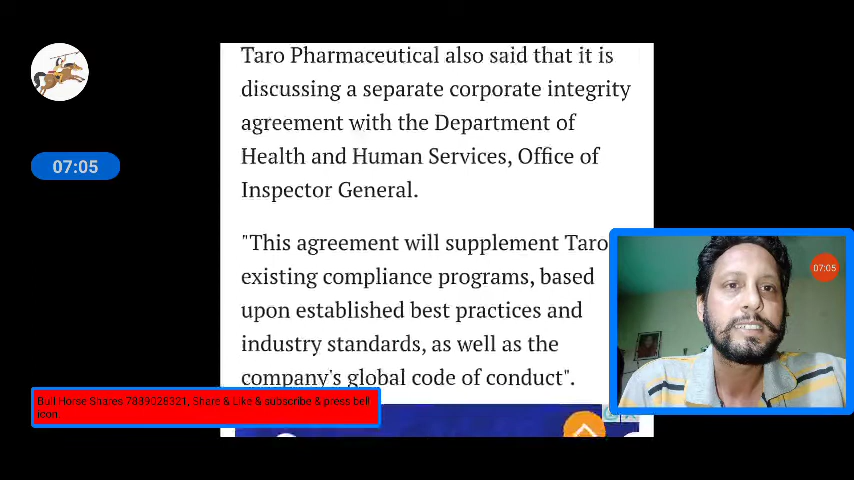 Taro Pharmaceutical also said that it is
discussing a separate corporate integrity
agreement with the Department of
Health and Human Services, Office of
Inspector General.
07:05
"This agreement will supplement Taro
existing compliance programs, based
upon established best practices and
industry standards, as well as the
company's global code of conduct".
07:05
Bull Horse Shares 7889028321, Share & Like & subscribe & press bell
icon.